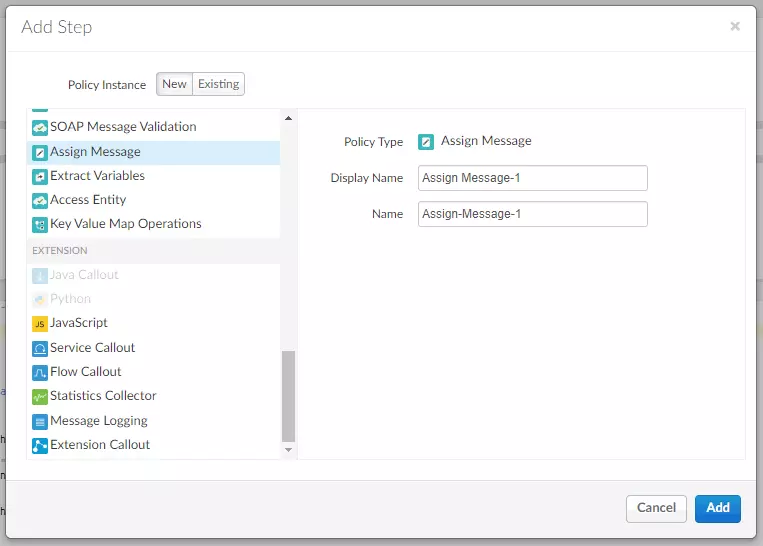 Add Step
×
Policy Instance New Existing
SOAP Message Validation
Assign Message
Extract Variables
Access Entity
Key Value Map Operations
EXTENSION
Java Callout
Python
JS JavaScript
Service Callout
Flow Callout
Statistics Collector
Message Logging
Extension Callout
Policy Type Assign Message
Display Name Assign Message-1
Name Assign-Message-1
Cancel Add